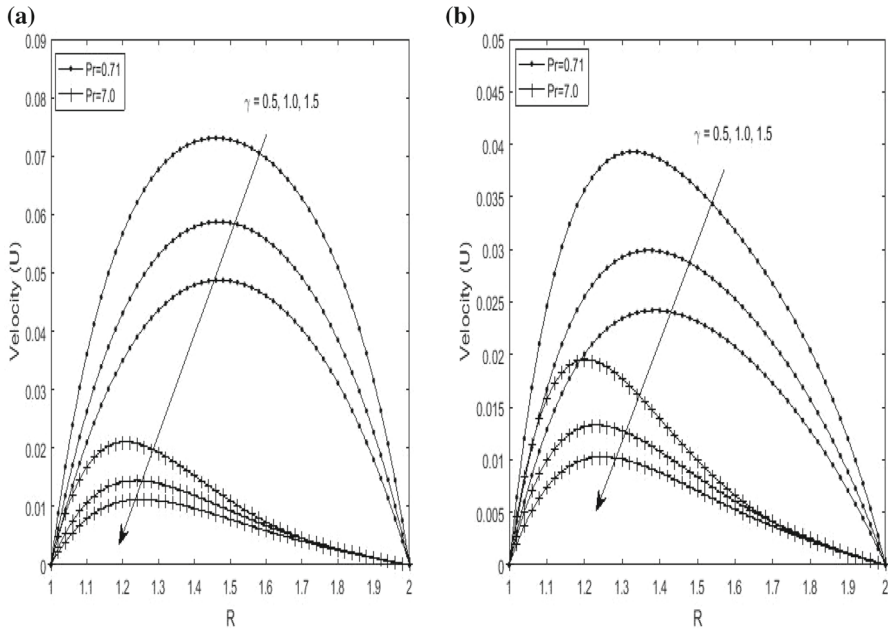 (a)
0.09
0.08
0.07
0.06
0.05
0.04
0.03
0.02
0.01
0
Velocity (U)
Pr=0.71
Pr=7.0
γ = 0.5, 1.0, 1.5
1 1.1 1.2 1.3 1.4 1.5 1.6 1.7 1.8 1.9 2
R
(b)
0.05
0.045
0.04
0.035
0.03
0.025
0.02
0.015
0.01
0.005
0
Velocity (U)
Pr=0.71
Pr=7.0
γ = 0.5, 1.0, 1.5
1 1.1 1.2 1.3 1.4 1.5 1.6 1.7 1.8 1.9 2
R